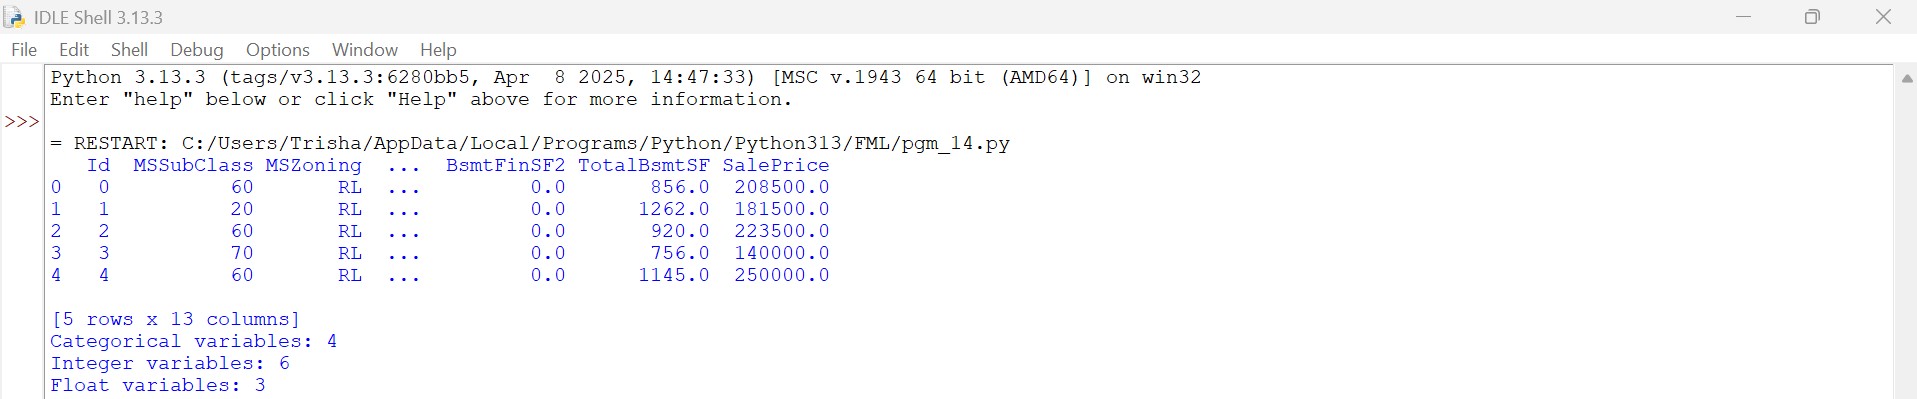 IDLE Shell 3.13.3
File Edit Shell Debug Options Window Help
Python 3.13.3 (tags/v3.13.3:6280bb5, Apr  8 2025, 14:47:33) [MSC v.1943 64 bit (AMD64)] on win32
Enter "help" below or click "Help" above for more information.
>>>
= RESTART: C:/Users/Trisha/AppData/Local/Programs/Python/Python313/FML/pgm_14.py
   Id  MSSubClass MSZoning  ...  BsmtFinSF2 TotalBsmtSF SalePrice
0   0          60       RL  ...         0.0       856.0  208500.0
1   1          20       RL  ...         0.0      1262.0  181500.0
2   2          60       RL  ...         0.0       920.0  223500.0
3   3          70       RL  ...         0.0       756.0  140000.0
4   4          60       RL  ...         0.0      1145.0  250000.0
[5 rows x 13 columns]
Categorical variables: 4
Integer variables: 6
Float variables: 3